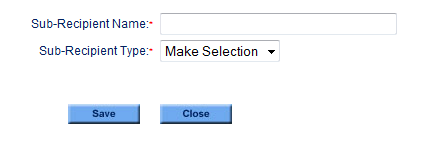 Sub-Recipient Name:*
Sub-Recipient Type:* Make Selection
Save Close